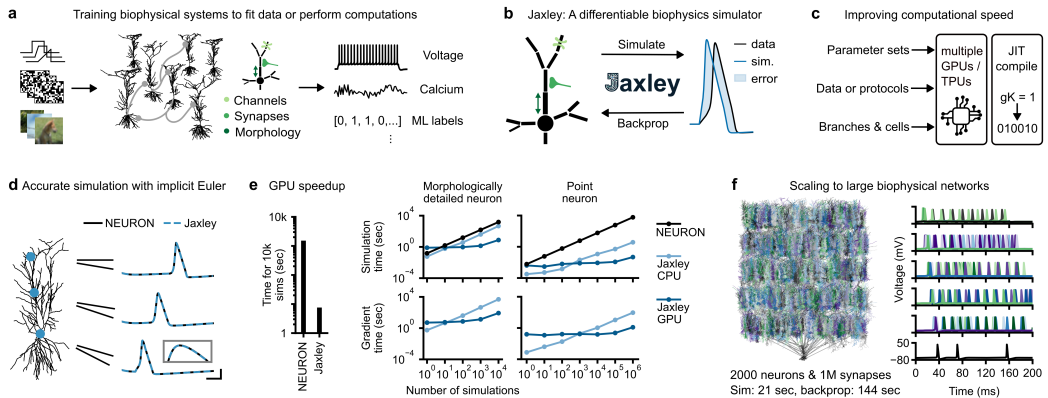 a
Training biophysical systems to fit data or perform computations
Channels
Synapses
Morphology
Voltage
Calcium
[0, 1, 1, 0,...]
ML labels
⋮
b
Jaxley: A differentiable biophysics simulator
Simulate
Jaxley
Backprop
data
sim.
error
c
Improving computational speed
Parameter sets
Data or protocols
Branches & cells
multiple
GPUs /
TPUs
JIT
compile
gK = 1
010010
d
Accurate simulation with implicit Euler
NEURON
Jaxley
e
GPU speedup
Time for 10k
sims (sec)
10k
1
NEURON
Jaxley
Morphologically
detailed neuron
Point
neuron
Simulation
time (sec)
10^4
10^0
10^−4
Gradient
time (sec)
10^4
10^0
10^−4
10^0 10^1 10^2 10^3 10^4
10^0 10^1 10^2 10^3 10^4 10^5 10^6
Number of simulations
NEURON
Jaxley
CPU
Jaxley
GPU
f
Scaling to large biophysical networks
2000 neurons & 1M synapses
Sim: 21 sec, backprop: 144 sec
Voltage (mV)
50
−80
0 40 80 120 160 200
Time (ms)